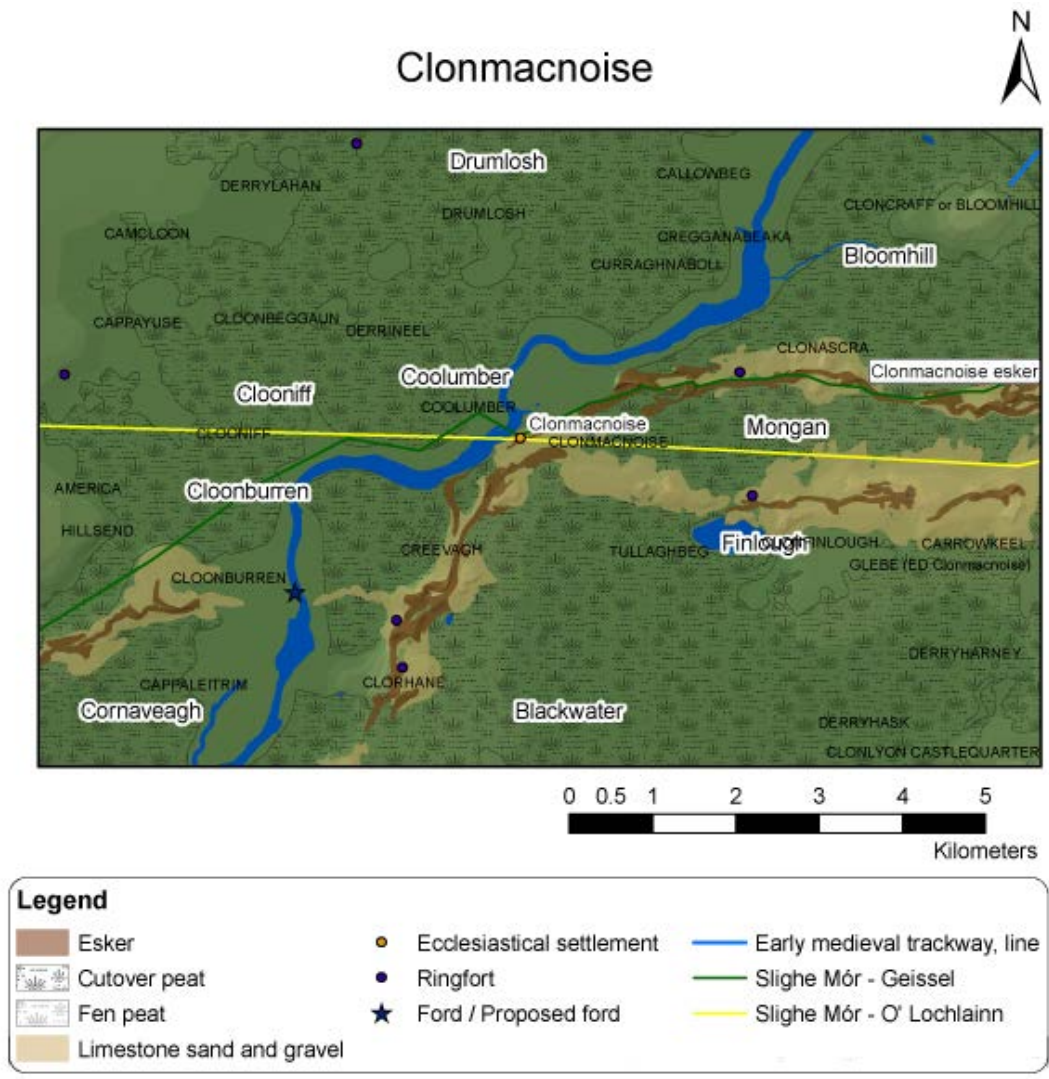 N
Clonmacnoise
Drumlosh
DERRYLAHAN
CALLOWBEG
CLONCRAFF or BLOOMHILL
DRUMLOSH
CAMCLOON
CREGGANABEAKA
Bloomhill
CURRAGHNABOLL
CAPPAYUSE
CLOONBEGGAUN
DERRINEEL
CLONASCRA
Clonmacnoise esker
Coolumber
Clooniff
COOLUMBER
Clonmacnoise
Mongan
CLOONIFF
CLONMACNOISE
AMERICA
Cloonburren
HILLSEND
CREEVAGH
TULLAGHBEG
Finlough
CARROWKEEL
GLEBE (ED Clonmacnoise)
CLOONBURREN
DERRYHARNEY
CAPPALEITRIM
CLORHANE
Cornaveagh
Blackwater
DERRYHASK
CLONLYON CASTLEQUARTER
0 0.5 1 2 3 4 5
Kilometers
Legend
Esker
Cutover peat
Fen peat
Limestone sand and gravel
Ecclesiastical settlement
Ringfort
Ford / Proposed ford
Early medieval trackway, line
Slighe Mór - Geissel
Slighe Mór - O' Lochlainn